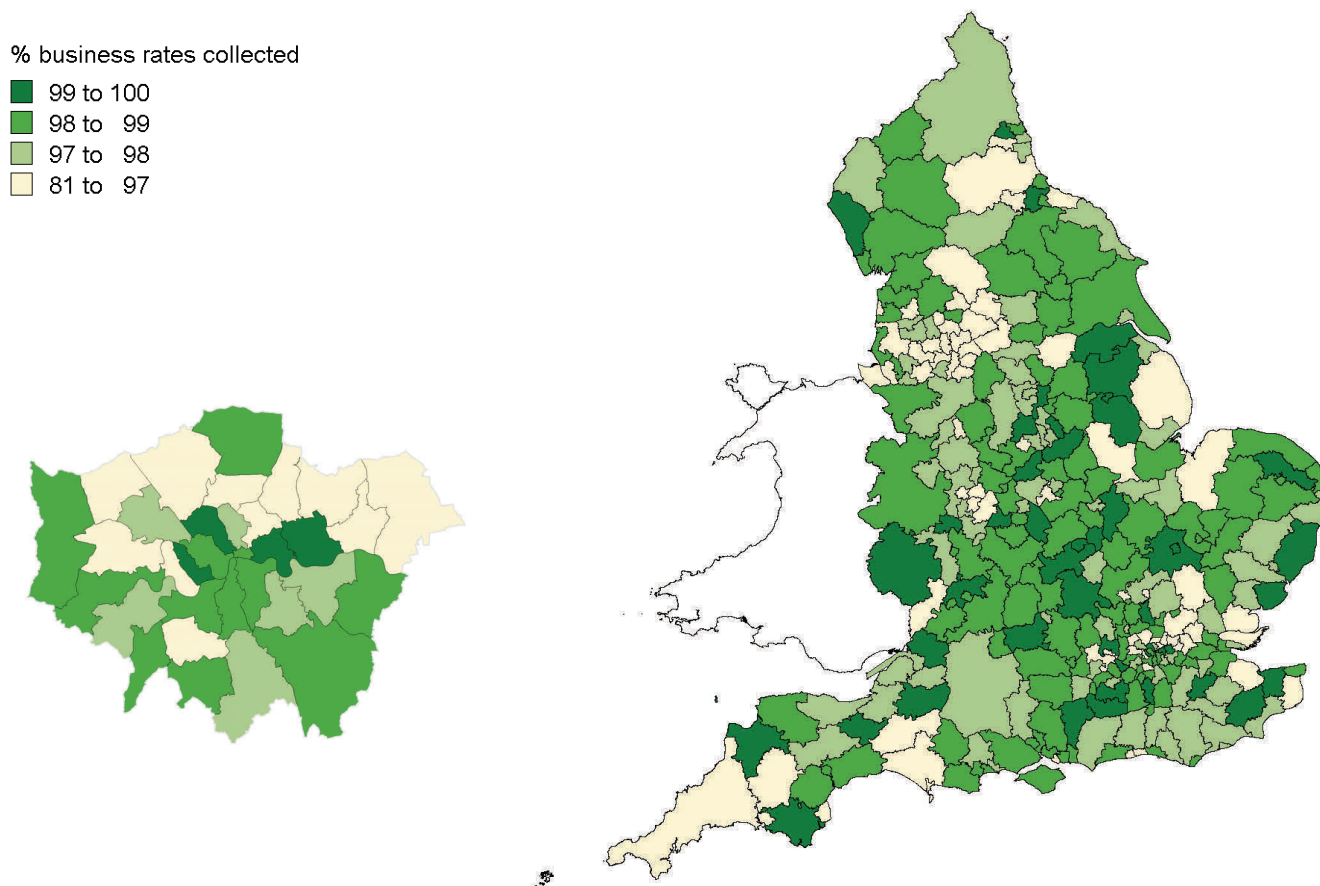 % business rates collected
99 to 100
98 to 99
97 to 98
81 to 97